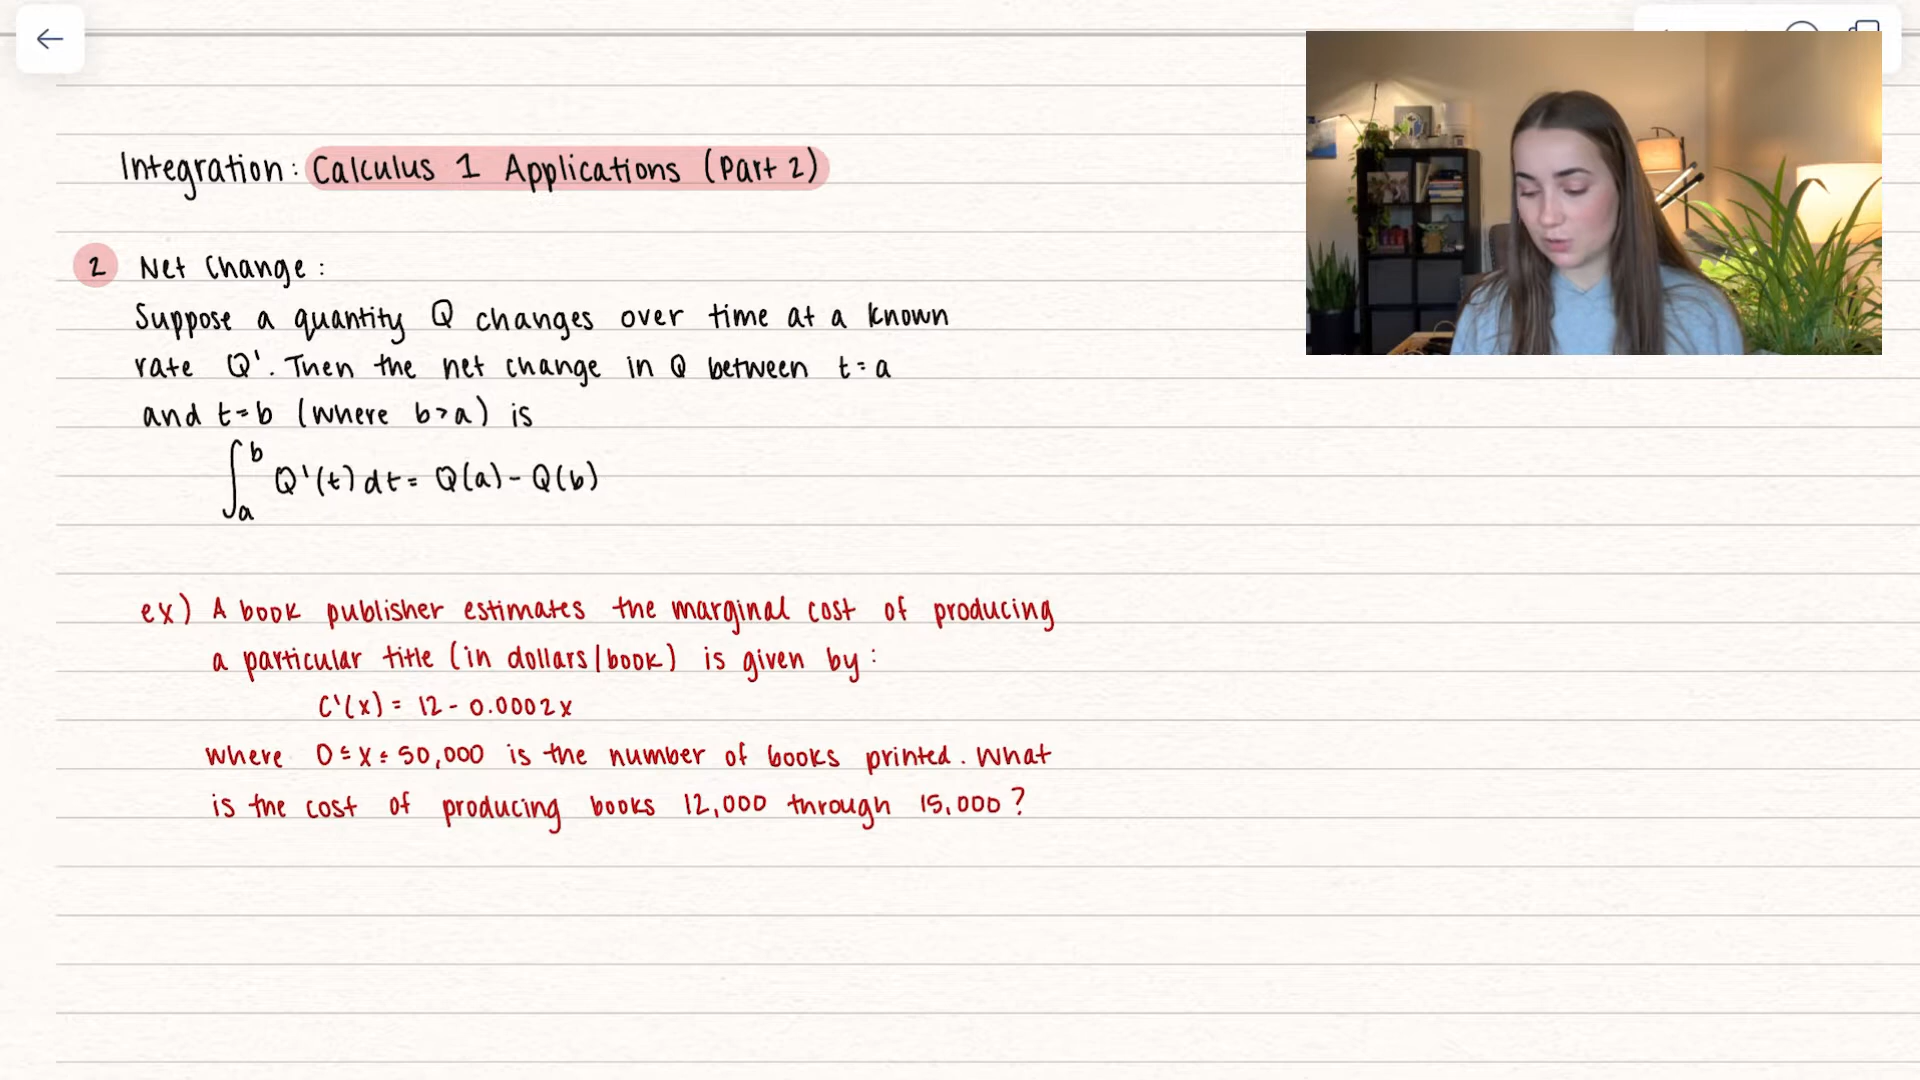 Integration: Calculus 1 Applications (Part 2)
2 Net Change:
Suppose a quantity Q changes over time at a known
rate Q'. Then the net change in Q between t=a
and t=b (where b>a) is
∫_a^b Q'(t) dt = Q(a) - Q(b)
ex) A book publisher estimates the marginal cost of producing
a particular title (in dollars/book) is given by:
C'(x) = 12 - 0.0002x
where 0≤x≤50,000 is the number of books printed. What
is the cost of producing books 12,000 through 15,000?